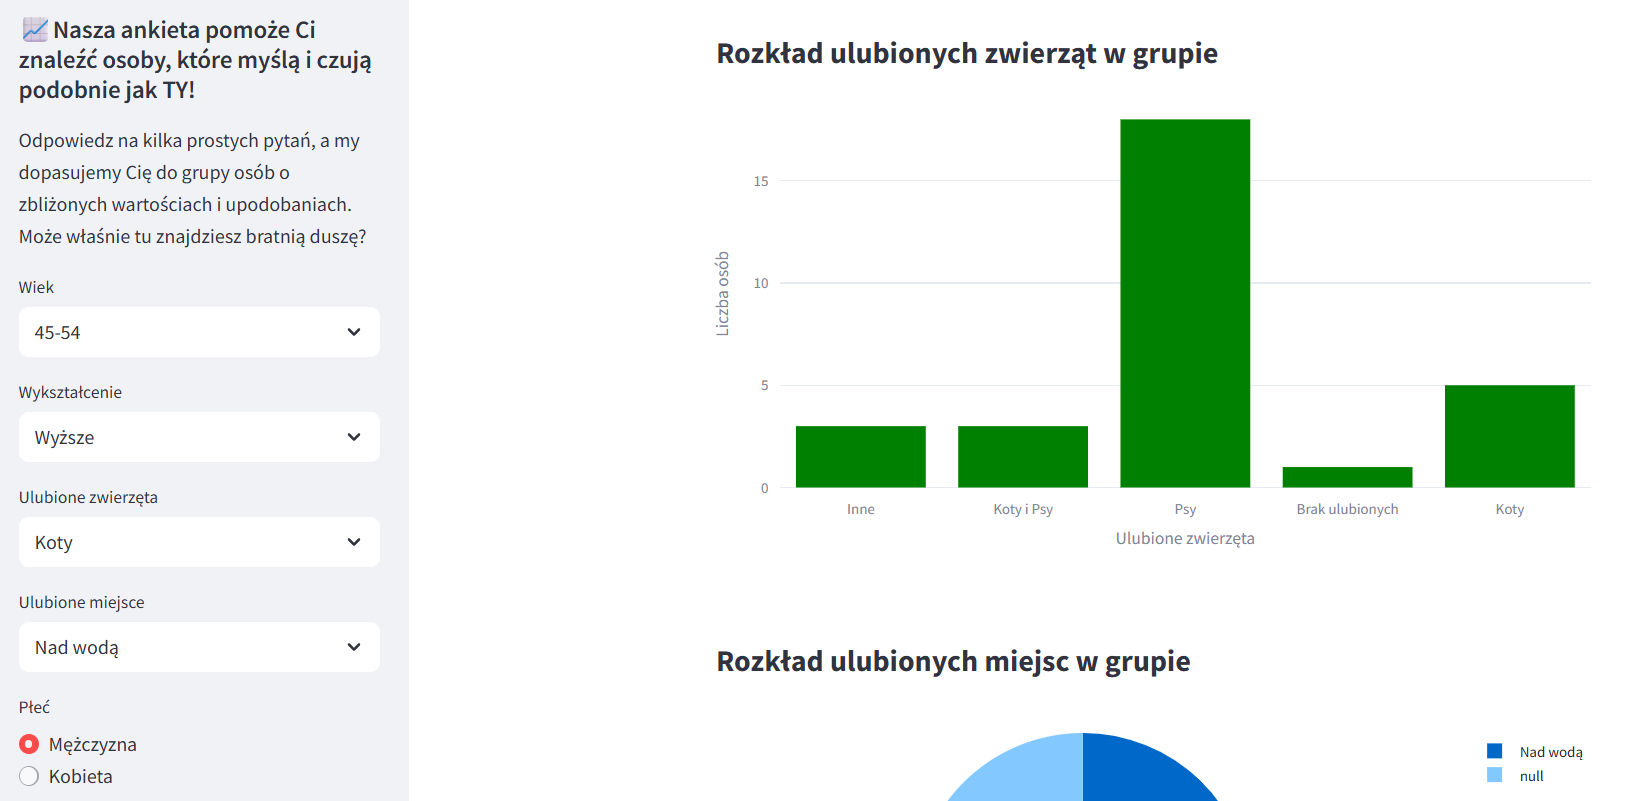 📈 Nasza ankieta pomoże Ci
znaleźć osoby, które myślą i czują
podobnie jak TY!
Odpowiedz na kilka prostych pytań, a my
dopasujemy Cię do grupy osób o
zbliżonych wartościach i upodobaniach.
Może właśnie tu znajdziesz bratnią duszę?
Wiek
45-54
Wykształcenie
Wyższe
Ulubione zwierzęta
Koty
Ulubione miejsce
Nad wodą
Płeć
Mężczyzna
Kobieta
Rozkład ulubionych zwierząt w grupie
Liczba osób
15
10
5
0
Inne
Koty i Psy
Psy
Brak ulubionych
Koty
Ulubione zwierzęta
Rozkład ulubionych miejsc w grupie
Nad wodą
null